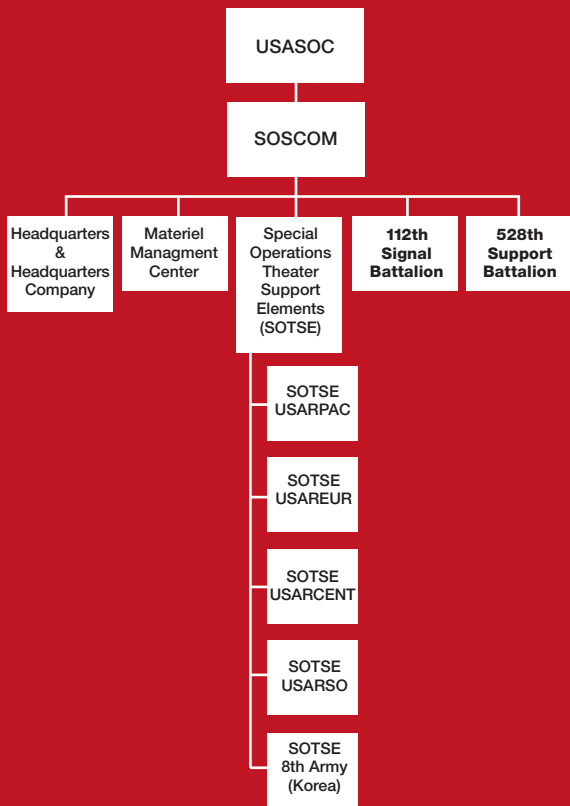 USASOC
SOSCOM
Headquarters
&
Headquarters
Company
Materiel
Managment
Center
Special
Operations
Theater
Support
Elements
(SOTSE)
112th
Signal
Battalion
528th
Support
Battalion
SOTSE
USARPAC
SOTSE
USAREUR
SOTSE
USARCENT
SOTSE
USARSO
SOTSE
8th Army
(Korea)